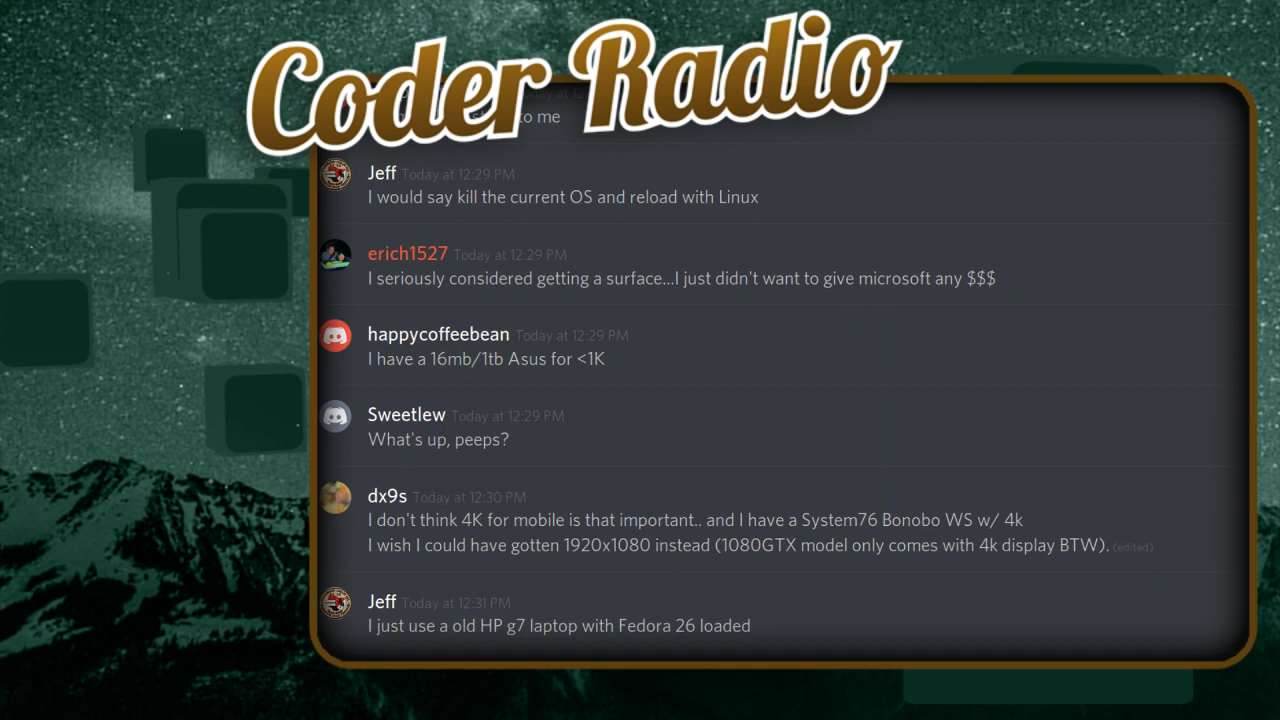 Coder Radio
to me
Jeff Today at 12:29 PM
I would say kill the current OS and reload with Linux
erich1527 Today at 12:29 PM
I seriously considered getting a surface...I just didn't want to give microsoft any $$$
happycoffeebean Today at 12:29 PM
I have a 16mb/1tb Asus for <1K
Sweetlew Today at 12:29 PM
What's up, peeps?
dx9s Today at 12:30 PM
I don't think 4K for mobile is that important.. and I have a System76 Bonobo WS w/ 4k
I wish I could have gotten 1920x1080 instead (1080GTX model only comes with 4k display BTW). (edited)
Jeff Today at 12:31 PM
I just use a old HP g7 laptop with Fedora 26 loaded